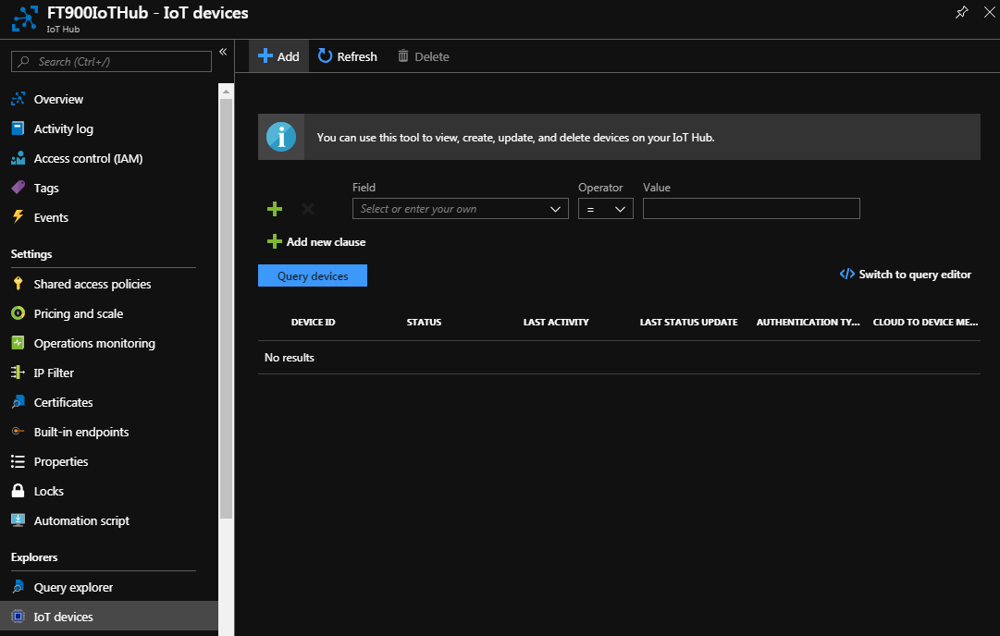 FT900IoTHub - IoT devices
IoT Hub
Search (Ctrl+/)
Overview
Activity log
Access control (IAM)
Tags
Events
Settings
Shared access policies
Pricing and scale
Operations monitoring
IP Filter
Certificates
Built-in endpoints
Properties
Locks
Automation script
Explorers
Query explorer
IoT devices
Add Refresh Delete
You can use this tool to view, create, update, and delete devices on your IoT Hub.
Field Operator Value
Select or enter your own =
Add new clause
Query devices Switch to query editor
DEVICE ID STATUS LAST ACTIVITY LAST STATUS UPDATE AUTHENTICATION TY... CLOUD TO DEVICE ME...
No results